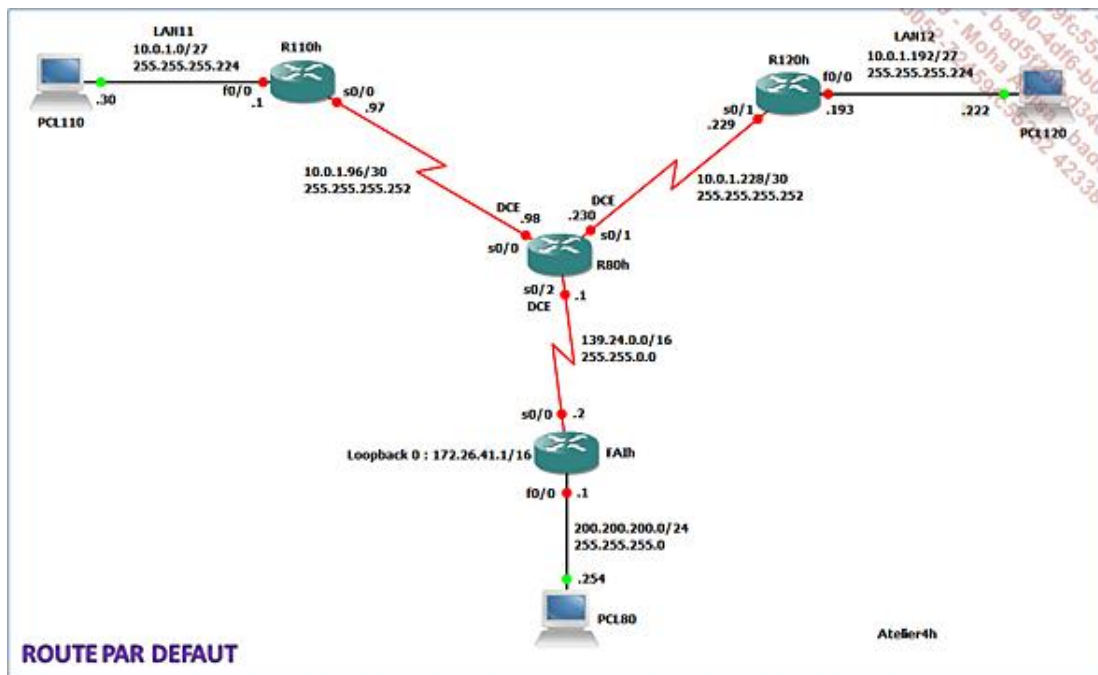 LAN11
10.0.1.0/27
255.255.255.224
R110h
f0/0
.1
s0/0
.97
.30
PCL110
LAN12
10.0.1.192/27
255.255.255.224
R120h
f0/0
.193
s0/1
.229
.222
PCL120
10.0.1.96/30
255.255.255.252
10.0.1.228/30
255.255.255.252
DCE
.98
s0/0
DCE
.230
s0/1
R80h
s0/2
DCE
.1
139.24.0.0/16
255.255.0.0
s0/0
.2
Loopback 0 : 172.26.41.1/16
FAIh
f0/0
.1
200.200.200.0/24
255.255.255.0
.254
PCL80
Atelier4h
ROUTE PAR DEFAUT